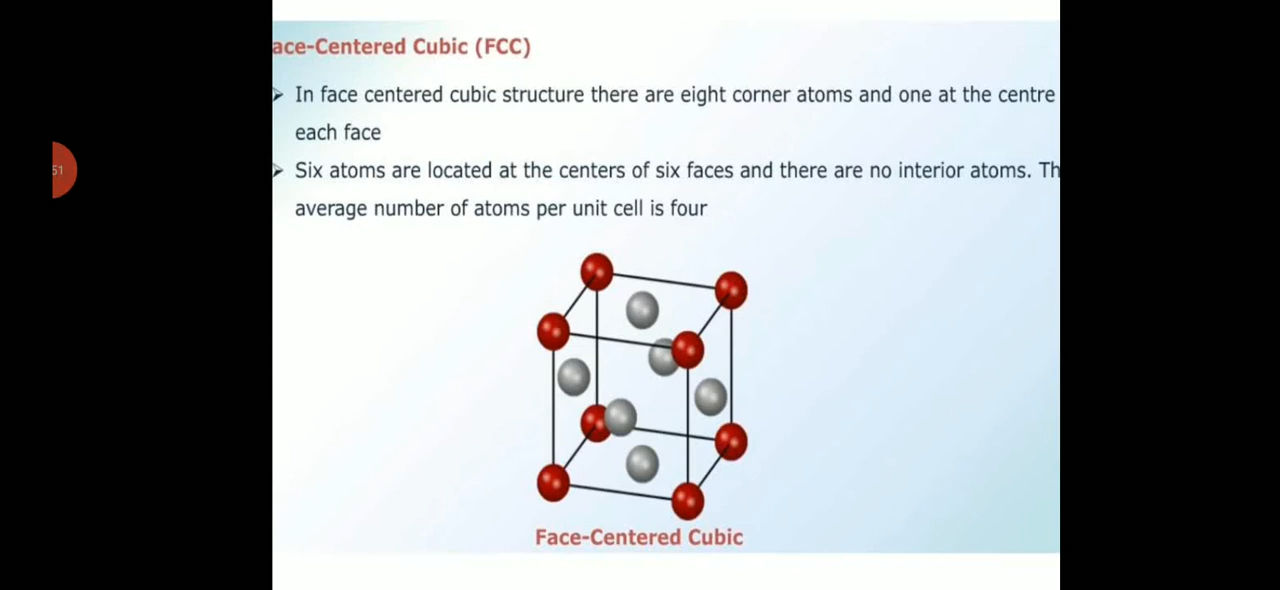 ace-Centered Cubic (FCC)
➤ In face centered cubic structure there are eight corner atoms and one at the centre
each face
➤ Six atoms are located at the centers of six faces and there are no interior atoms. Th
average number of atoms per unit cell is four
51
Face-Centered Cubic